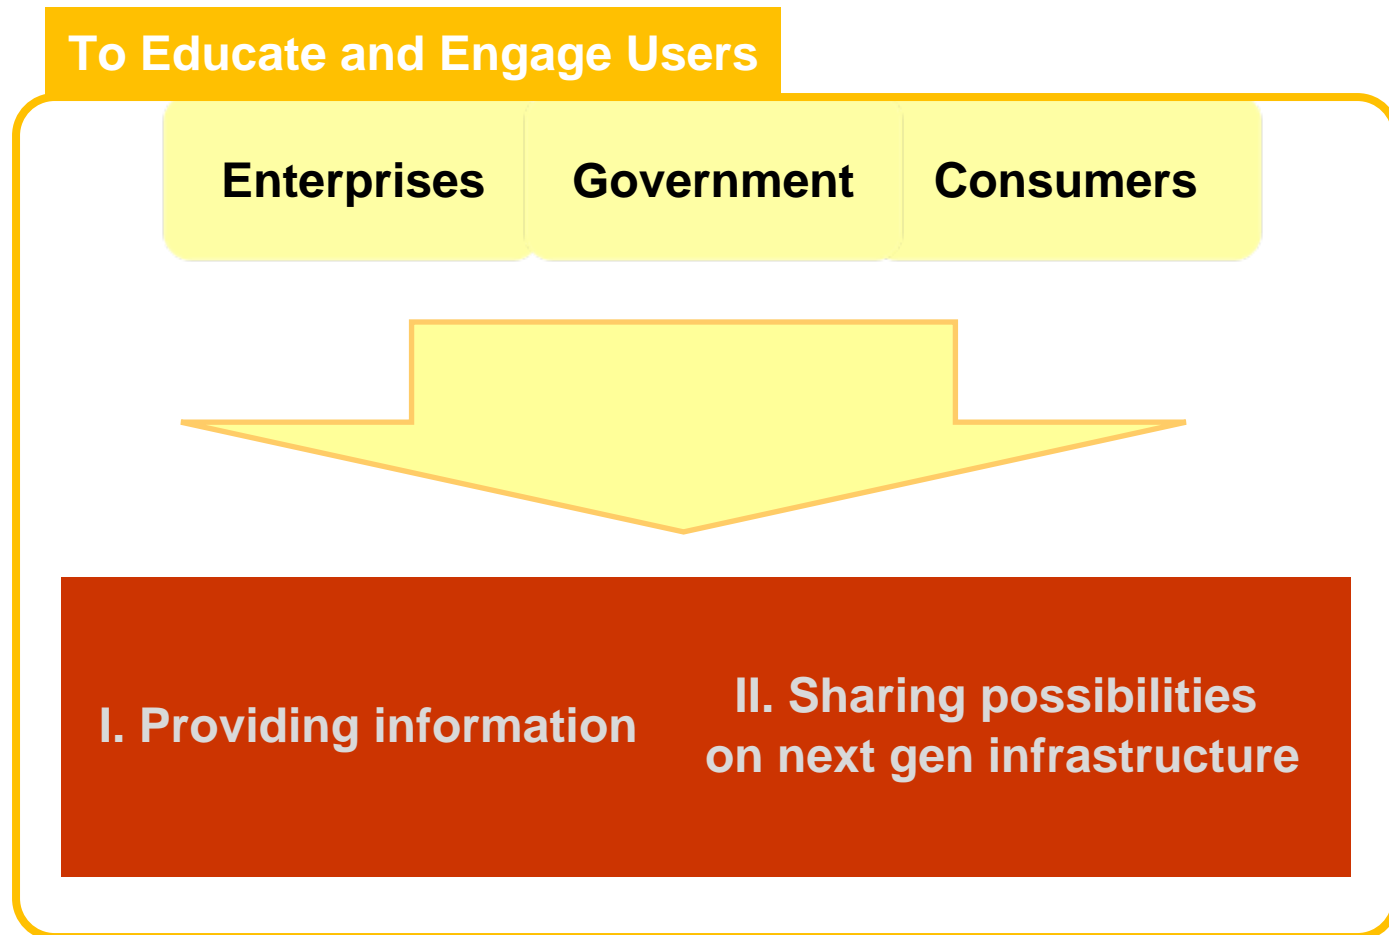 To Educate and Engage Users
Enterprises
Government
Consumers
I. Providing information
II. Sharing possibilities
on next gen infrastructure